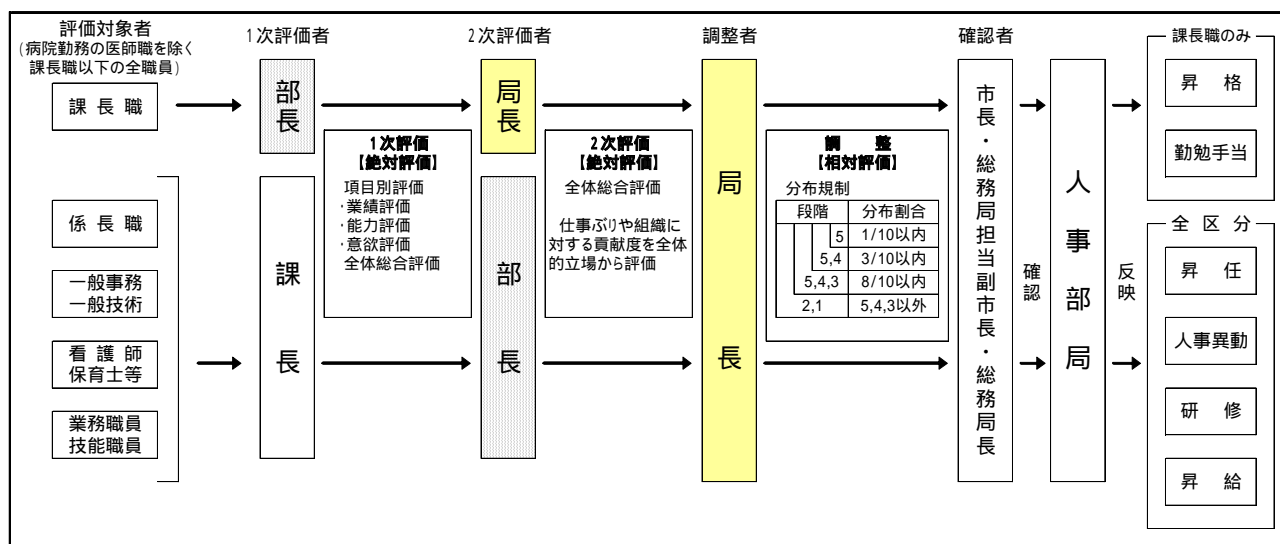 評価対象者
(病院勤務の医師職を除く
課長職以下の全職員)
1次評価者
2次評価者
調整者
確認者
課長職のみ
課長職
部長
局長
局長
市長・総務局担当副市長・総務局長
人事部局
昇格
勤勉手当
1次評価
【絶対評価】
項目別評価
・業績評価
・能力評価
・意欲評価
全体総合評価
2次評価
【絶対評価】
全体総合評価
仕事ぶりや組織に
対する貢献度を全体
的立場から評価
調整
【相対評価】
分布規制
段階 分布割合
5 1/10以内
5,4 3/10以内
5,4,3 8/10以内
2,1 5,4,3以外
係長職
一般事務
一般技術
看護師
保育士等
業務職員
技能職員
課長
部長
確認
反映
全区分
昇任
人事異動
研修
昇給